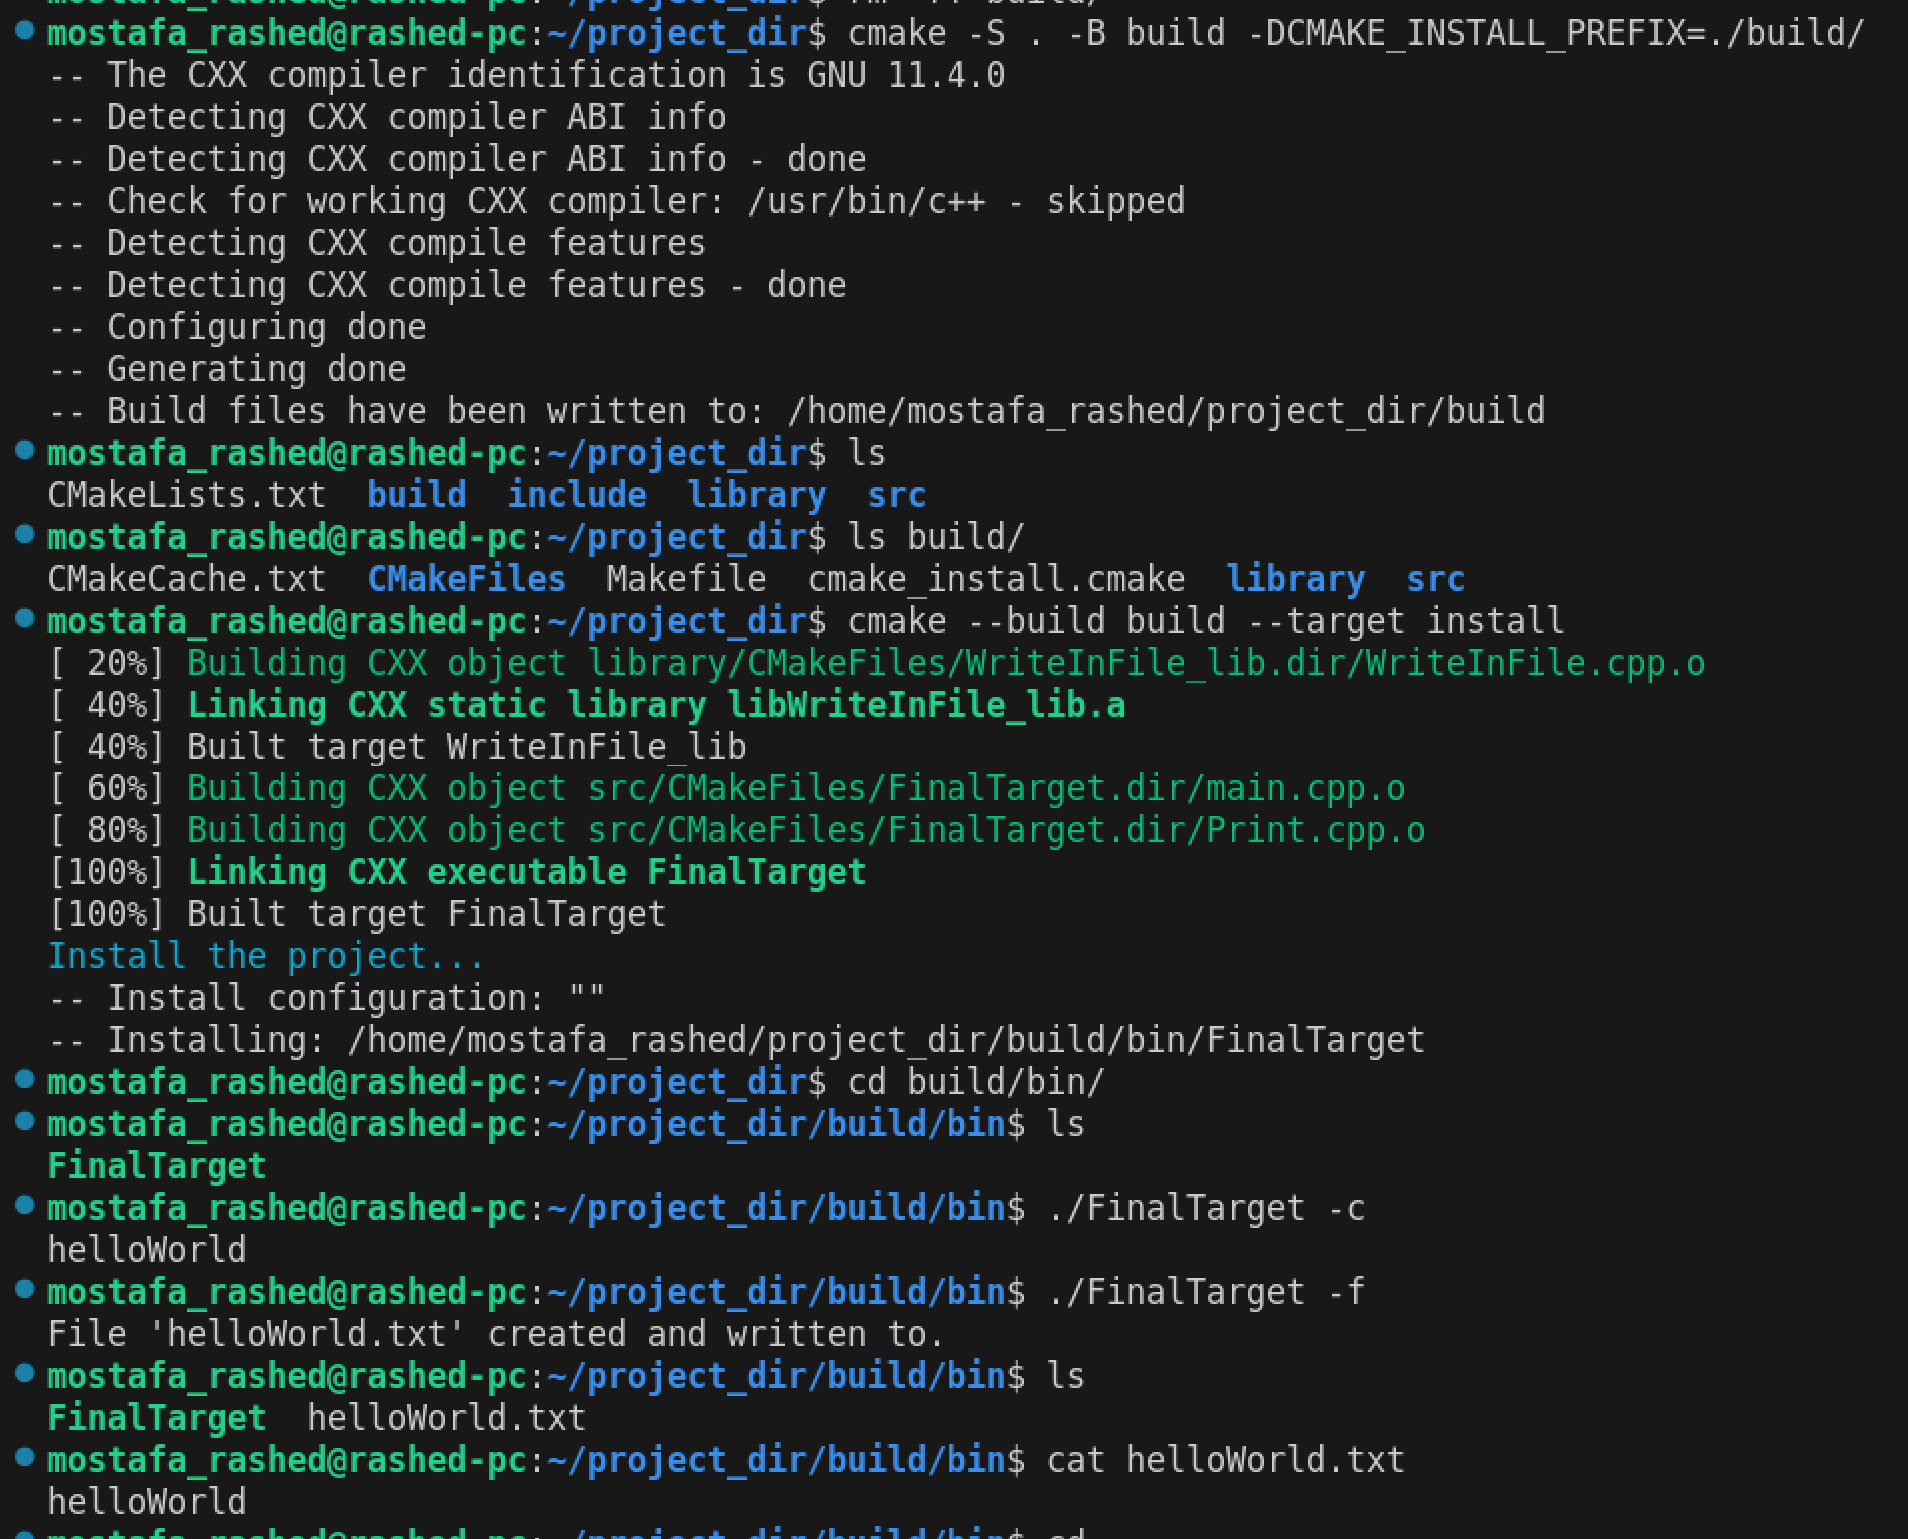 mostafa_rashed@rashed-pc:~/project_dir$ cmake -S . -B build -DCMAKE_INSTALL_PREFIX=./build/
-- The CXX compiler identification is GNU 11.4.0
-- Detecting CXX compiler ABI info
-- Detecting CXX compiler ABI info - done
-- Check for working CXX compiler: /usr/bin/c++ - skipped
-- Detecting CXX compile features
-- Detecting CXX compile features - done
-- Configuring done
-- Generating done
-- Build files have been written to: /home/mostafa_rashed/project_dir/build
mostafa_rashed@rashed-pc:~/project_dir$ ls
CMakeLists.txt  build  include  library  src
mostafa_rashed@rashed-pc:~/project_dir$ ls build/
CMakeCache.txt  CMakeFiles  Makefile  cmake_install.cmake  library  src
mostafa_rashed@rashed-pc:~/project_dir$ cmake --build build --target install
[ 20%] Building CXX object library/CMakeFiles/WriteInFile_lib.dir/WriteInFile.cpp.o
[ 40%] Linking CXX static library libWriteInFile_lib.a
[ 40%] Built target WriteInFile_lib
[ 60%] Building CXX object src/CMakeFiles/FinalTarget.dir/main.cpp.o
[ 80%] Building CXX object src/CMakeFiles/FinalTarget.dir/Print.cpp.o
[100%] Linking CXX executable FinalTarget
[100%] Built target FinalTarget
Install the project...
-- Install configuration: ""
-- Installing: /home/mostafa_rashed/project_dir/build/bin/FinalTarget
mostafa_rashed@rashed-pc:~/project_dir$ cd build/bin/
mostafa_rashed@rashed-pc:~/project_dir/build/bin$ ls
FinalTarget
mostafa_rashed@rashed-pc:~/project_dir/build/bin$ ./FinalTarget -c
helloWorld
mostafa_rashed@rashed-pc:~/project_dir/build/bin$ ./FinalTarget -f
File 'helloWorld.txt' created and written to.
mostafa_rashed@rashed-pc:~/project_dir/build/bin$ ls
FinalTarget  helloWorld.txt
mostafa_rashed@rashed-pc:~/project_dir/build/bin$ cat helloWorld.txt
helloWorld
mostafa_rashed@rashed-pc:~/project_dir/build/bin$ cd